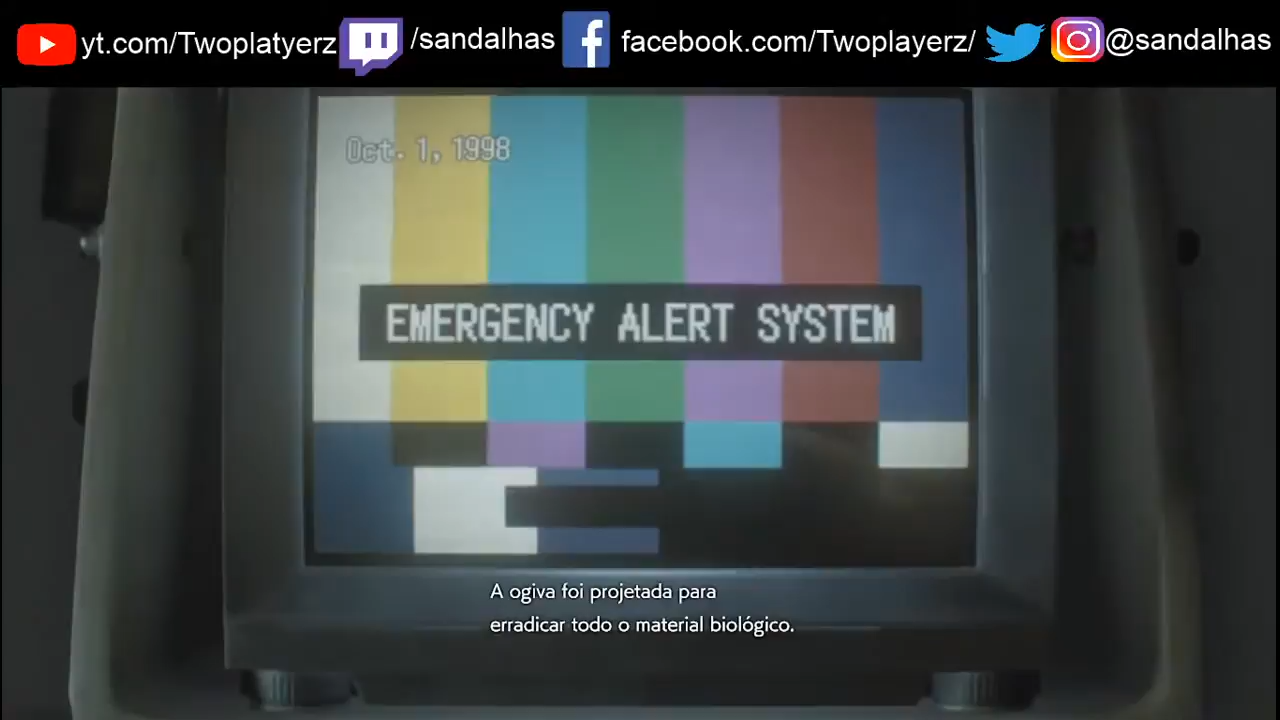 yt.com/Twoplatyerz /sandalhas facebook.com/Twoplayerz/ @sandalhas
Oct. 1, 1998
EMERGENCY ALERT SYSTEM
A ogiva foi projetada para
erradicar todo o material biológico.